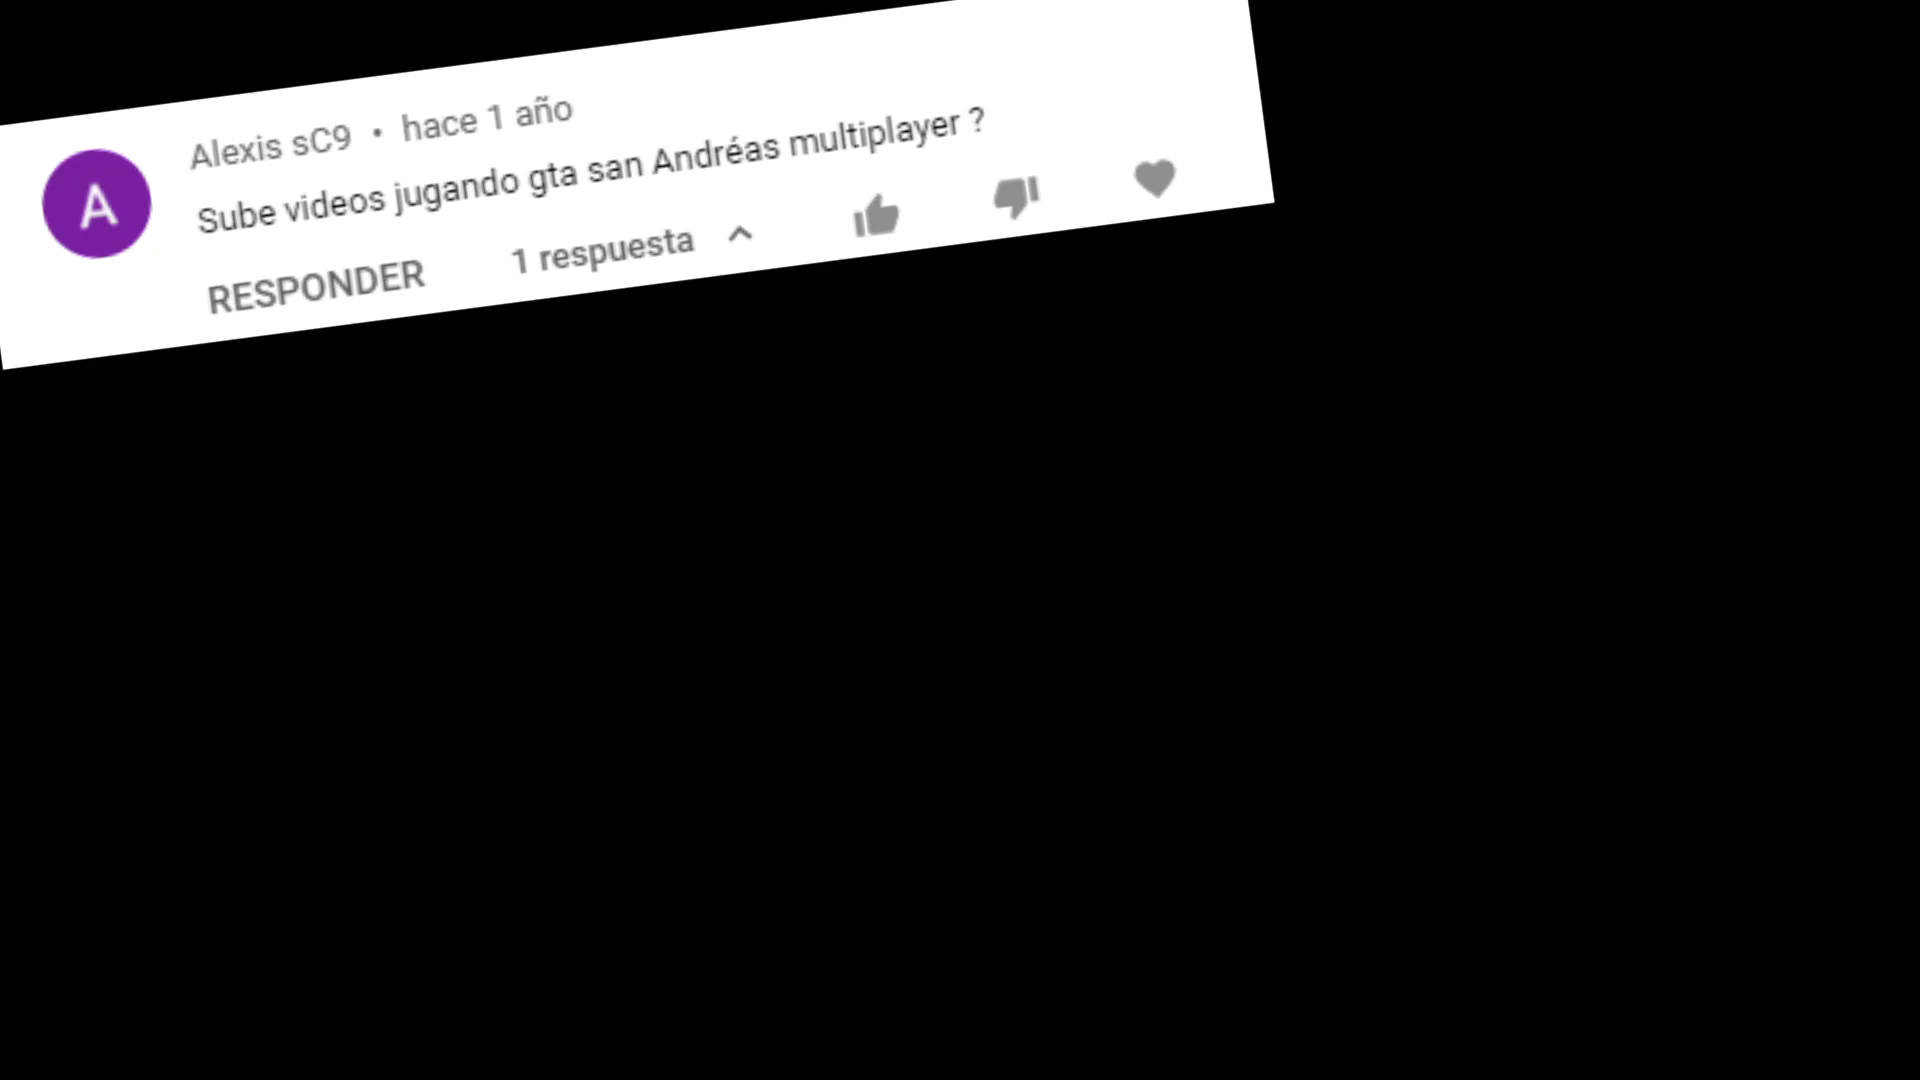 A
Alexis sC9 • hace 1 año
Sube videos jugando gta san Andréas multiplayer ?
RESPONDER 1 respuesta